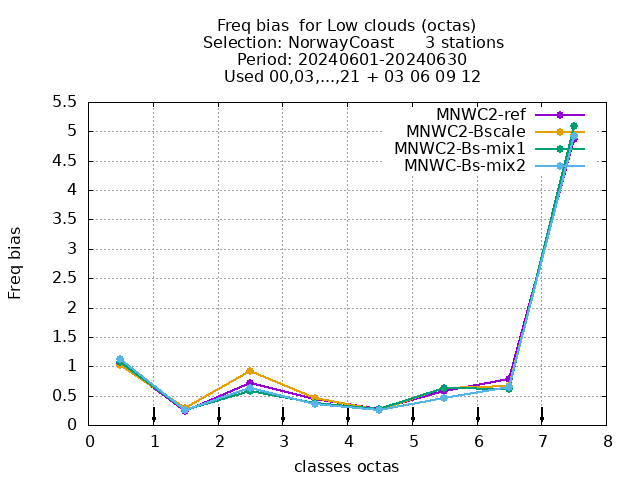 Freq bias  for Low clouds (octas)
Selection: NorwayCoast      3 stations
Period: 20240601-20240630
Used 00,03,...,21 + 03 06 09 12
MNWC2-ref
MNWC2-Bscale
MNWC2-Bs-mix1
MNWC-Bs-mix2
5.5
5
4.5
4
3.5
3
2.5
2
1.5
1
0.5
0
Freq bias
0 1 2 3 4 5 6 7 8
classes octas